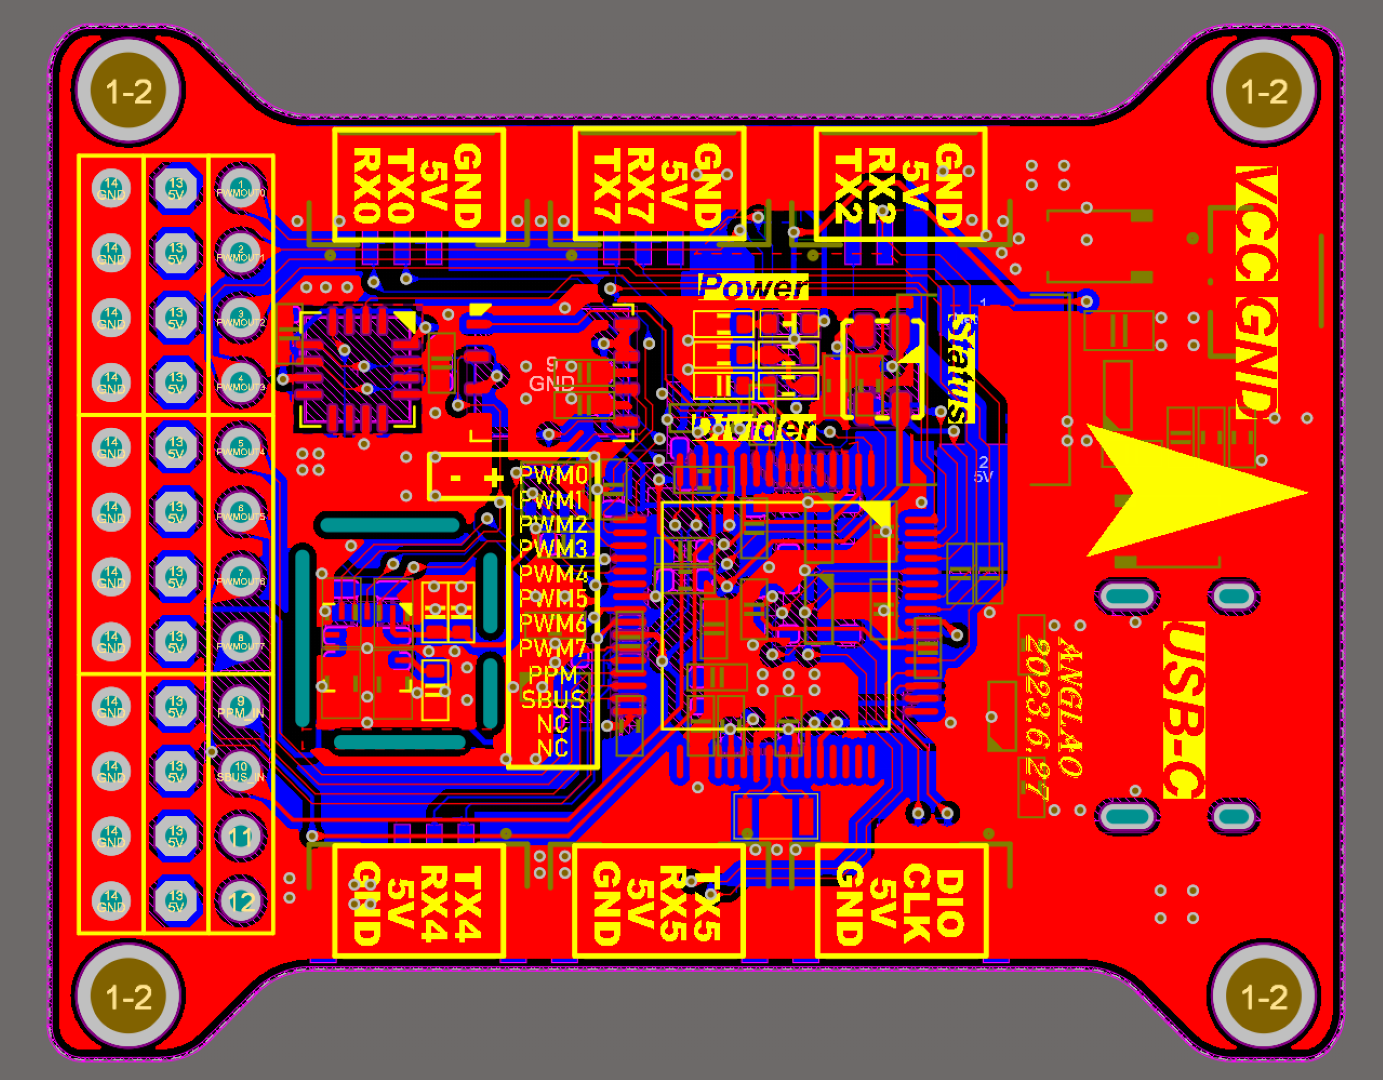 1-2
1-2
GND
5V
TX0
RX0
GND
5V
RX7
TX7
GND
5V
RX2
TX2
VCC GND
14
GND
13
5V
1
PWMOUT0
14
GND
13
5V
2
PWMOUT1
14
GND
13
5V
3
PWMOUT2
14
GND
13
5V
4
PWMOUT3
14
GND
13
5V
5
PWMOUT4
14
GND
13
5V
6
PWMOUT5
14
GND
13
5V
7
PWMOUT6
14
GND
13
5V
8
PWMOUT7
14
GND
13
5V
9
PPM_IN
14
GND
13
5V
10
SBUS_IN
14
GND
13
5V
11
14
GND
13
5V
12
Power
Divider
Status
1
9
GND
2
5V
- +
PWM0
PWM1
PWM2
PWM3
PWM4
PWM5
PWM6
PWM7
PPM
SBUS
NC
NC
ANGLAO
2023.6.27
USB-C
TX4
RX4
5V
GND
TX5
RX5
5V
GND
DIO
CLK
5V
GND
1-2
1-2